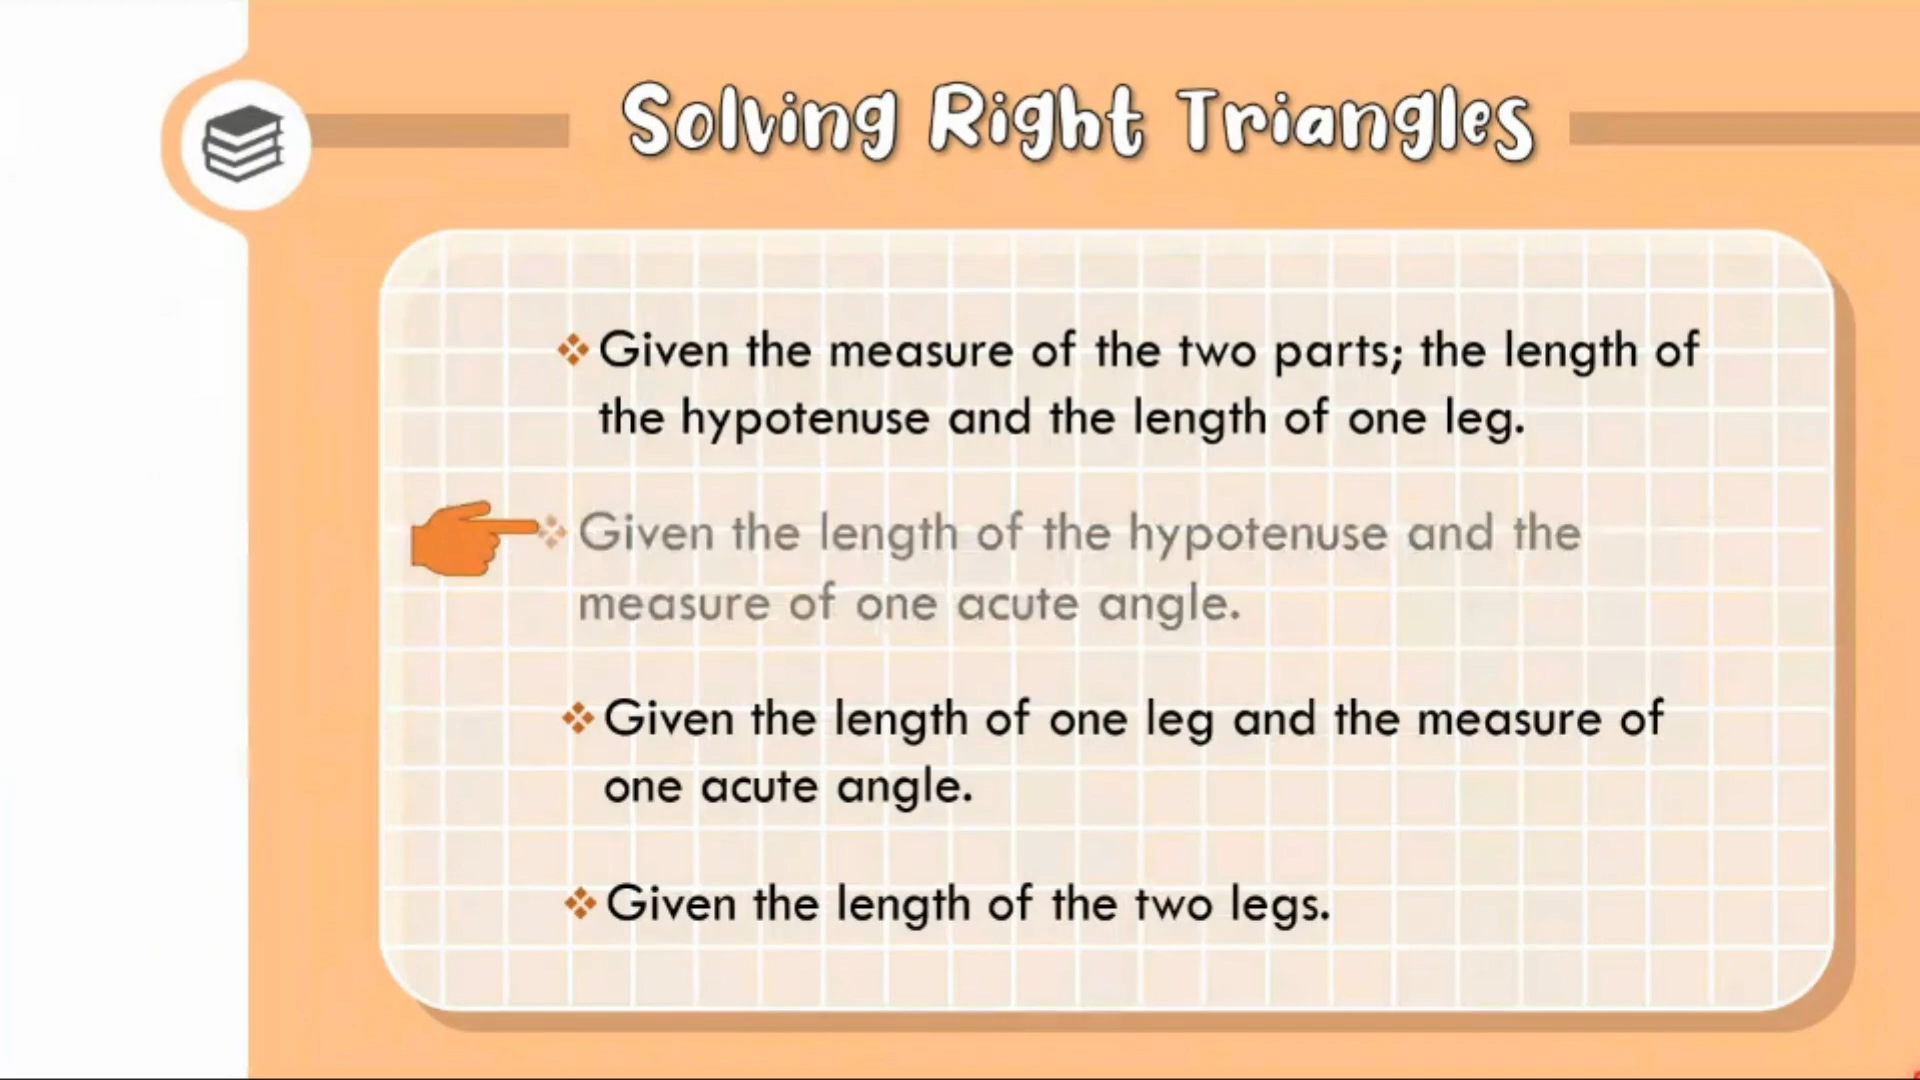 Solving Right Triangles
❖Given the measure of the two parts; the length of
the hypotenuse and the length of one leg.
❖Given the length of the hypotenuse and the
measure of one acute angle.
❖Given the length of one leg and the measure of
one acute angle.
❖Given the length of the two legs.